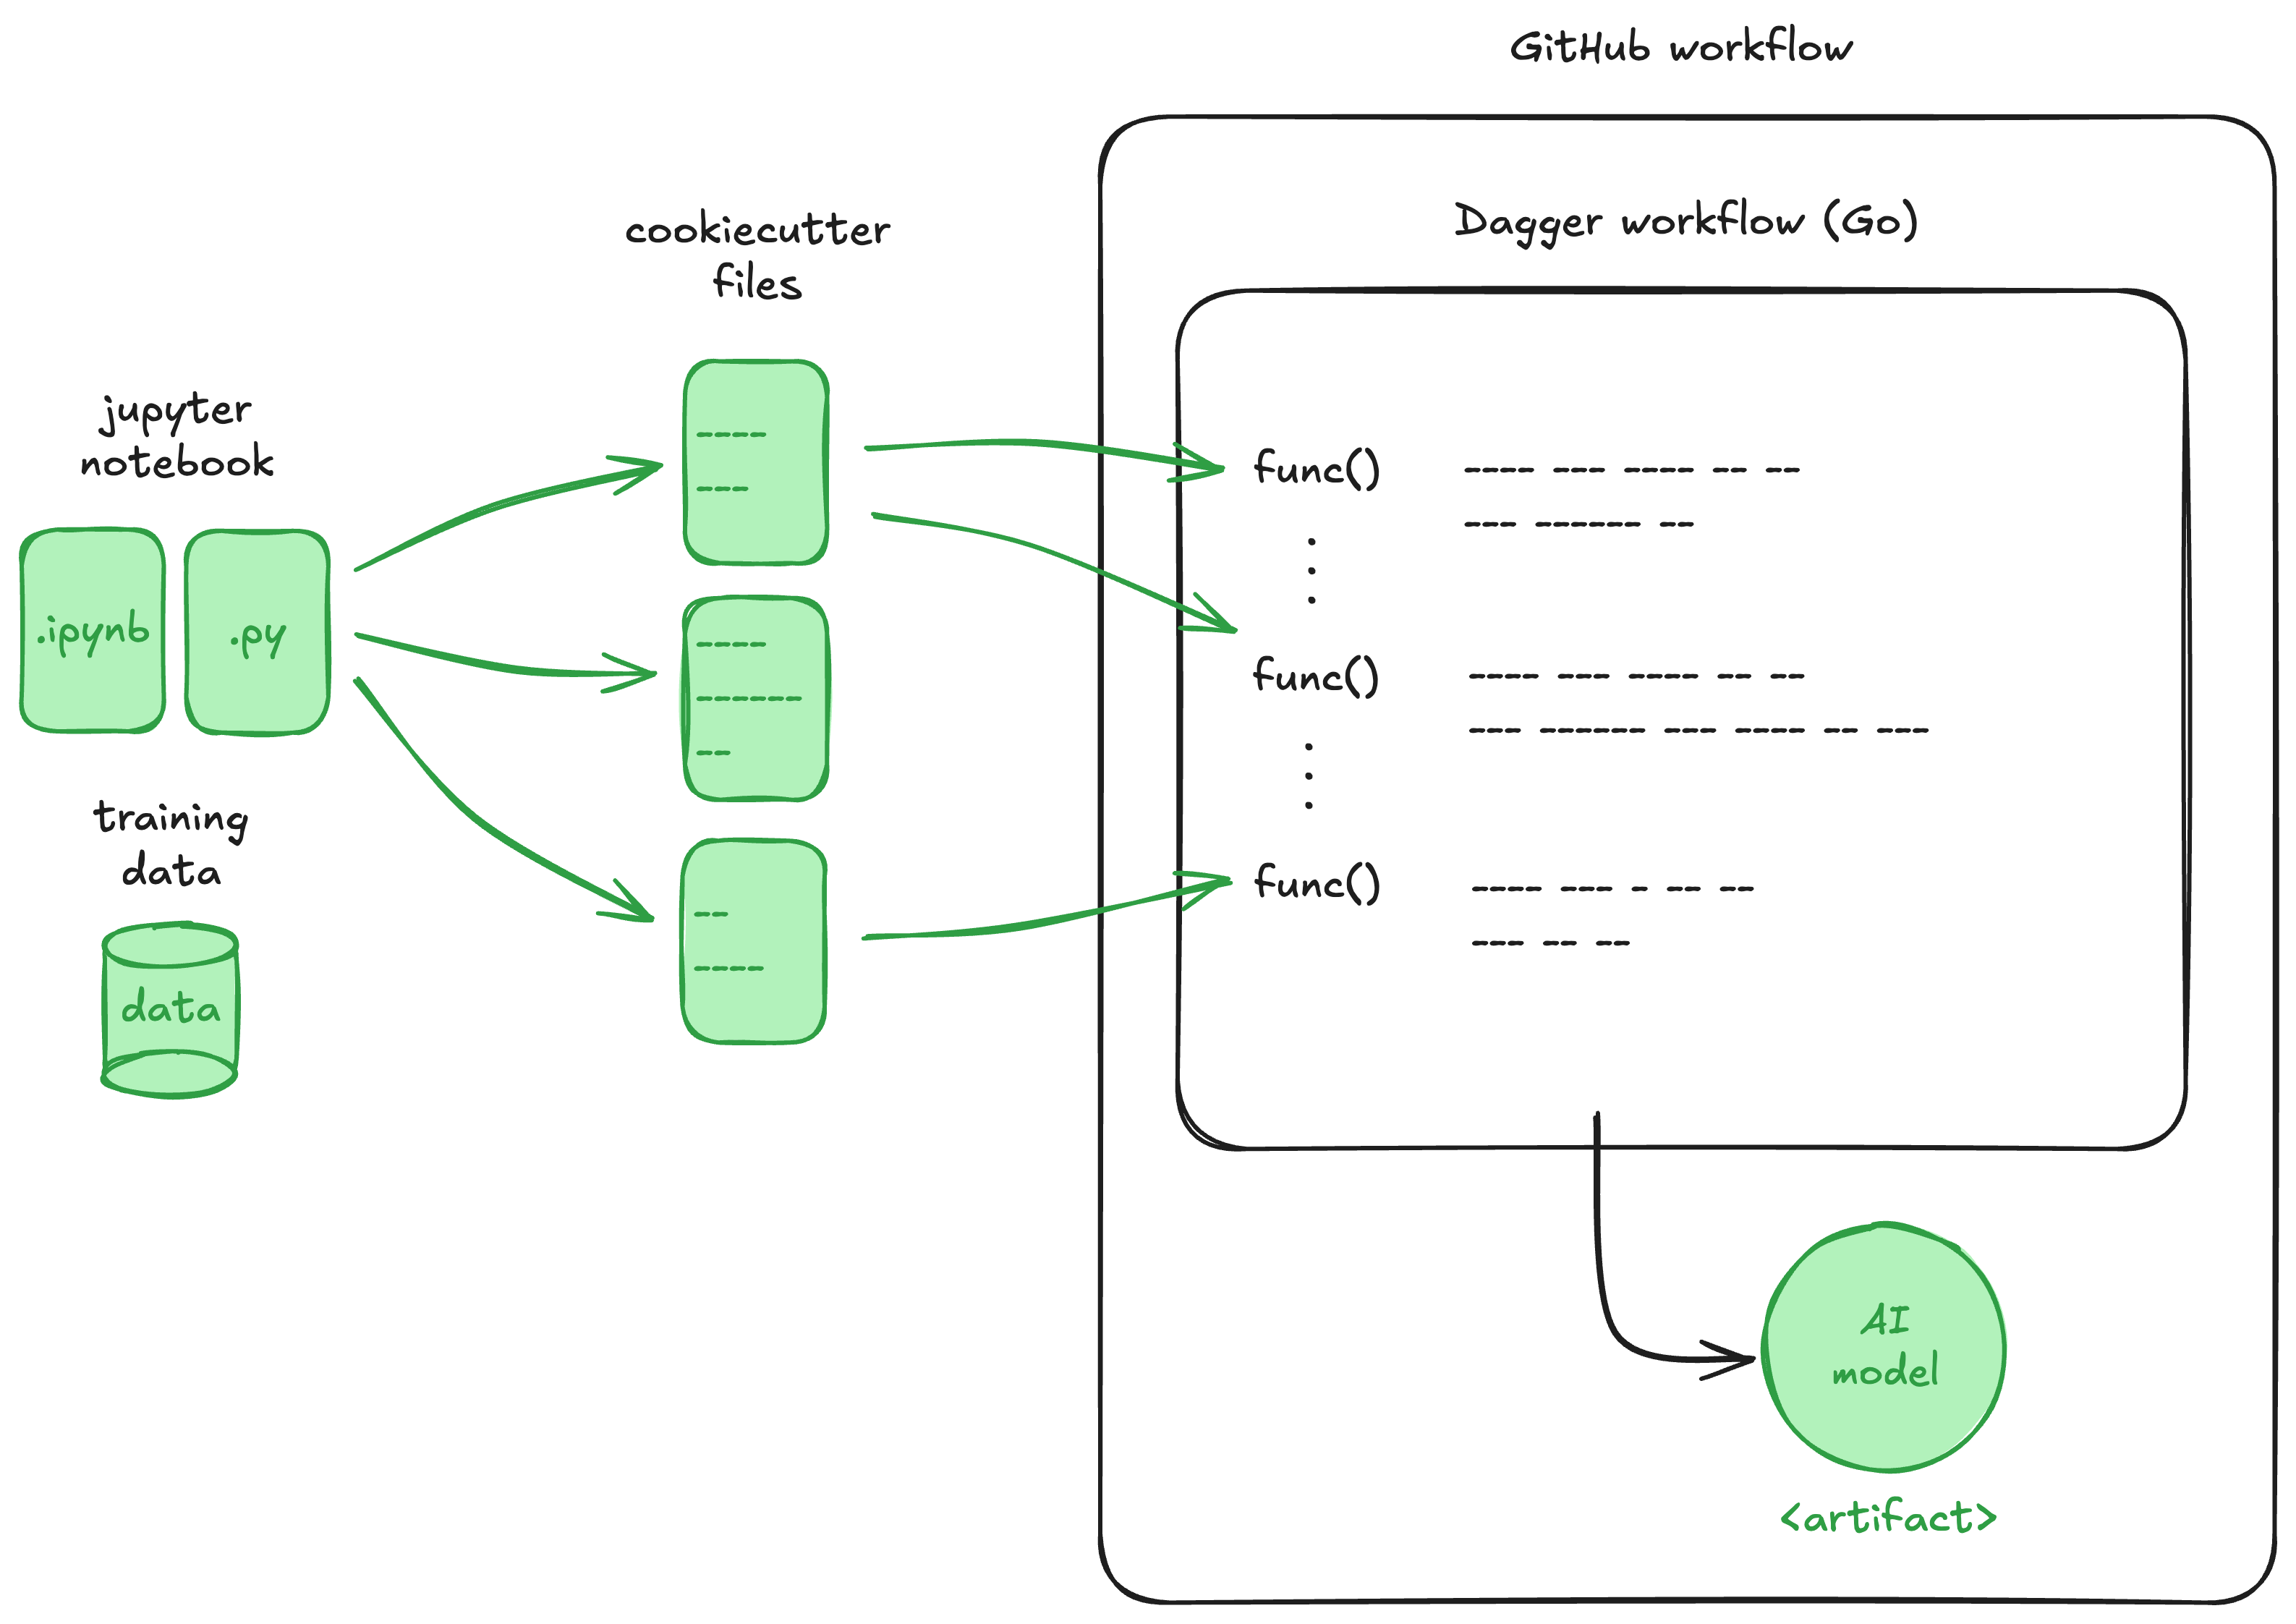 GitHub workflow
Dagger workflow (Go)
cookiecutter
files
jupyter
notebook
.ipynb
.py
training
data
data
func()
func()
func()
AI
model
<artifact>